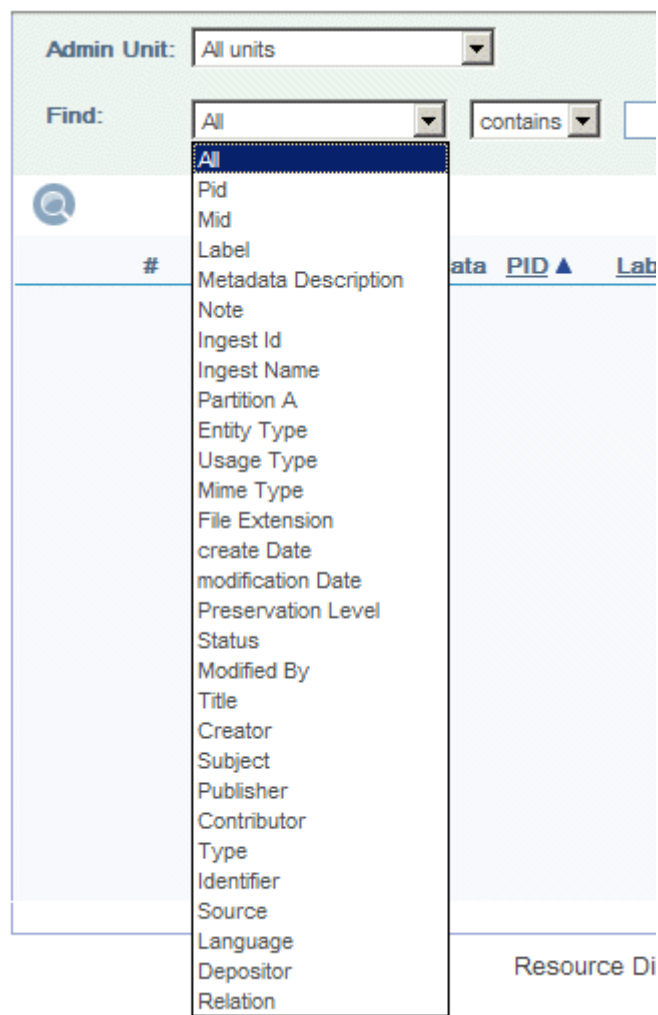 Admin Unit: All units
Find: All contains
All
Pid
Mid
Label
# ata PID▲ Lab
Metadata Description
Note
Ingest Id
Ingest Name
Partition A
Entity Type
Usage Type
Mime Type
File Extension
create Date
modification Date
Preservation Level
Status
Modified By
Title
Creator
Subject
Publisher
Contributor
Type
Identifier
Source
Language
Depositor
Resource Di
Relation